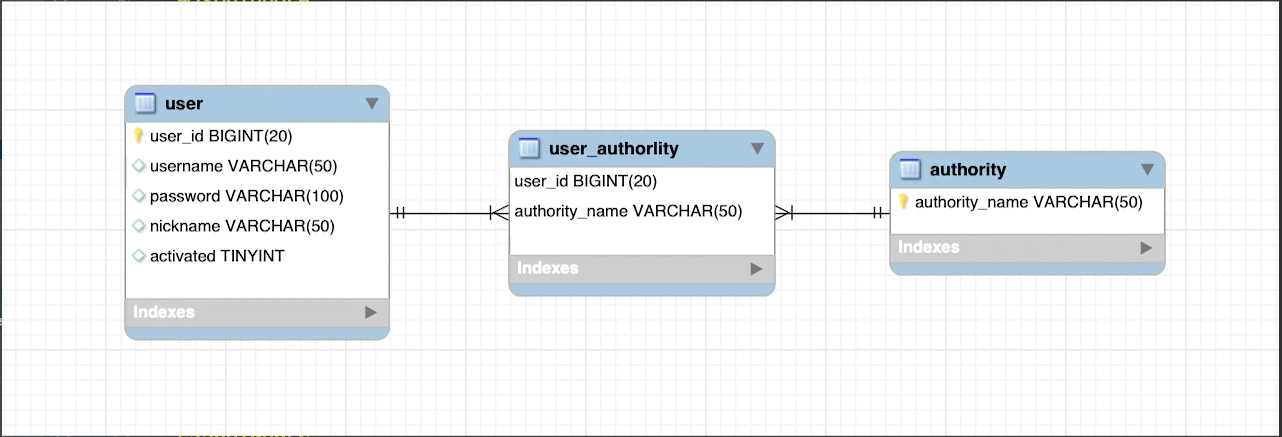 user
user_id BIGINT(20)
username VARCHAR(50)
password VARCHAR(100)
nickname VARCHAR(50)
activated TINYINT
Indexes
user_authorlity
user_id BIGINT(20)
authority_name VARCHAR(50)
Indexes
authority
authority_name VARCHAR(50)
Indexes